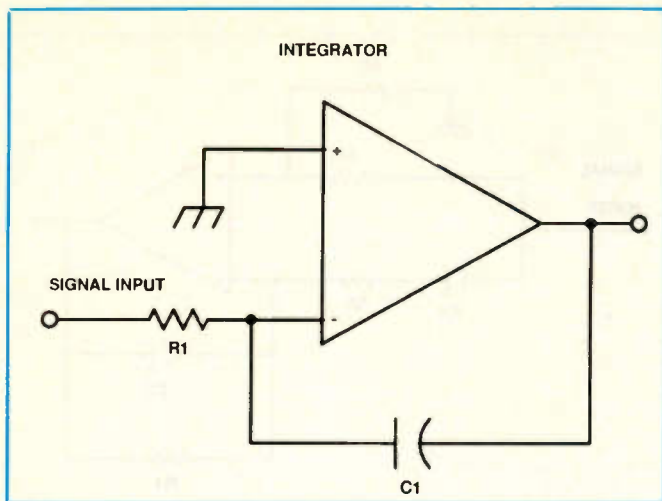 INTEGRATOR
+
SIGNAL INPUT
-
R1
C1